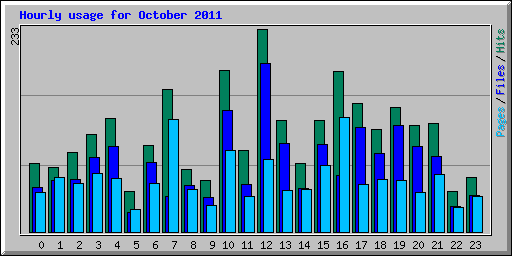 Hourly usage for October 2011
233
Pages / Files / Hits
0 1 2 3 4 5 6 7 8 9 10 11 12 13 14 15 16 17 18 19 20 21 22 23